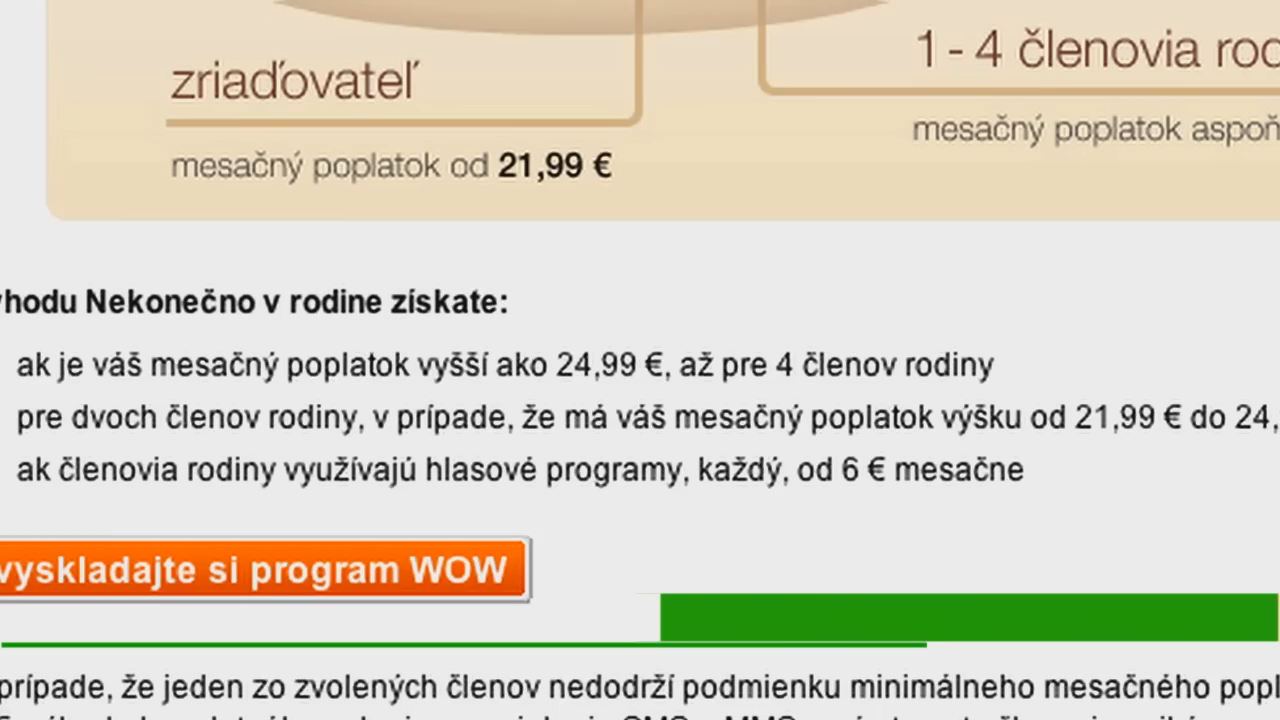 zriaďovateľ
1 - 4 členovia
mesačný poplatok aspoň
mesačný poplatok od 21,99 €
Nekonečno v rodine získate:
ak je váš mesačný poplatok vyšší ako 24,99 €, až pre 4 členov rodiny
pre dvoch členov rodiny, v prípade, že má váš mesačný poplatok výšku od 21,99 € do 24,
ak členovia rodiny využívajú hlasové programy, každý, od 6 € mesačne
vyskladajte si program WOW
prípade, že jeden zo zvolených členov nedodrží podmienku minimálneho mesačného